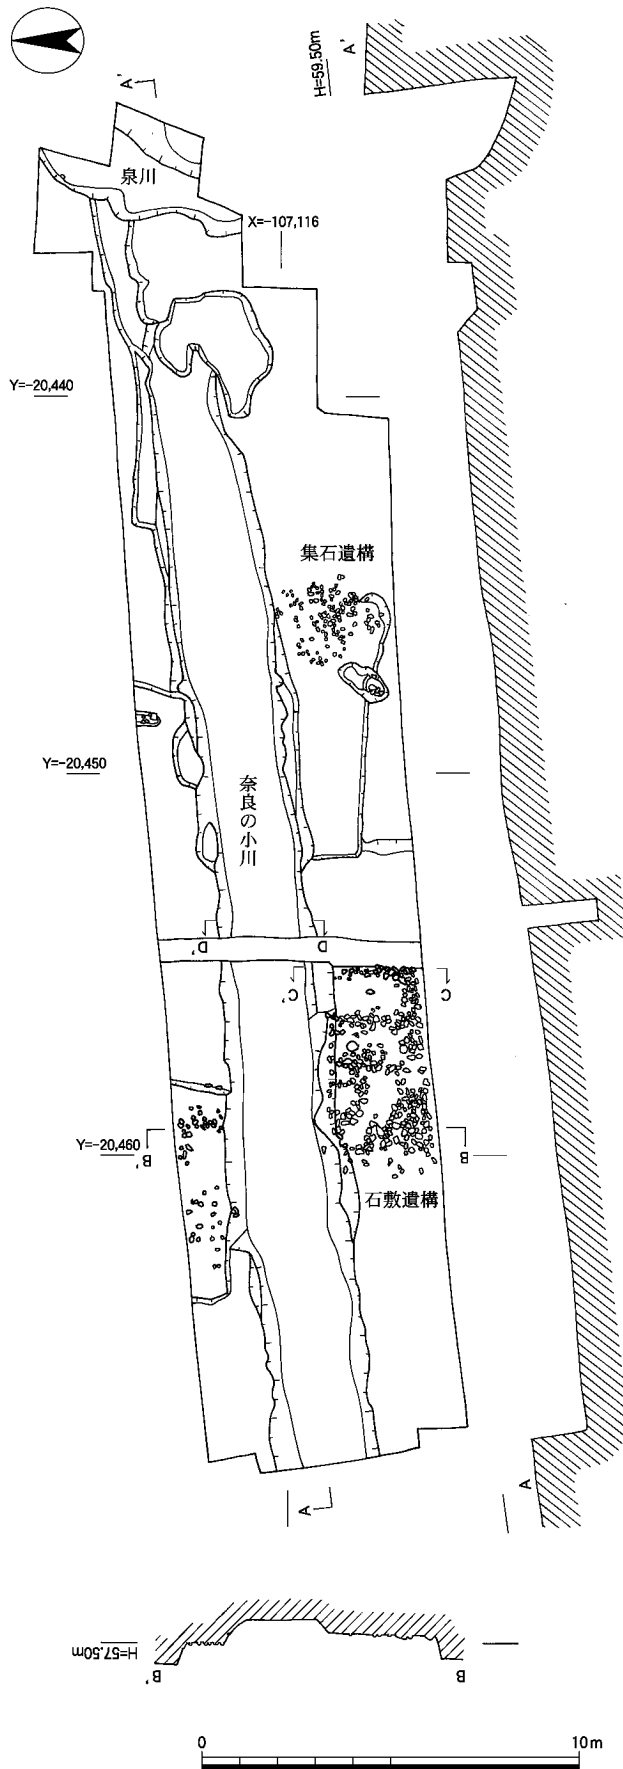 A'
H=59.50m
A'
泉川
X=-107,116
Y=-20,440
集石遺構
Y=-20,450
奈良の小川
D'
D
C'
C
Y=-20,460
B'
B
石敷遺構
A
A
H=57.50m
B'
B
0
10m